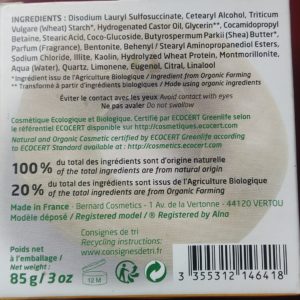 INGREDIENTS : Disodium Lauryl Sulfosuccinate, Cetearyl Alcohol, Triticum
Vulgare (Wheat) Starch*, Hydrogenated Castor Oil, Glycerin**, Cocamidopropyl
Betaine, Stearic Acid, Coco-Glucoside, Butyrospermum Parkii (Shea) Butter*,
Parfum (Fragrance), Bentonite, Behenyl / Stearyl Aminopropanediol Esters,
Sodium Chloride, Illite, Kaolin, Hydrolyzed Wheat Protein, Montmorillonite,
Aqua (Water), Quartz, Limonene, Eugenol, Citral, Linalool
*Ingrédient issu de l'Agriculture Biologique / Ingredient from Organic Farming
** Transformé à partir d'ingrédients biologiques / Made using organic ingredients
Eviter le contact avec les yeux Avoid contact with eyes
Ne pas avaler Do not swallow
Cosmétique Ecologique et Biologique. Certifié par ECOCERT Greenlife selon
le référentiel ECOCERT disponible sur http://cosmetiques.ecocert.com
Natural and Organic Cosmetic certified by ECOCERT Greenlife according
to ECOCERT Standard available at : http://cosmetics.ecocert.com
100 % du total des ingrédients sont d'origine naturelle
of the total ingredients are from natural origin
20 % du total des ingrédients sont issus de l'Agriculture Biologique
of the total ingredients are from Organic Farming
Made in France - Bernard Cosmetics - 1 Av. de la Vertonne - 44120 VERTOU
Modèle déposé / Registered model / ® Registered by Alna
Poids net
à l'emballage /
Net weight :
85 g / 3 oz
12 M
Consignes de tri
Recycling instructions:
www.consignesdetri.fr
3 355312 146418